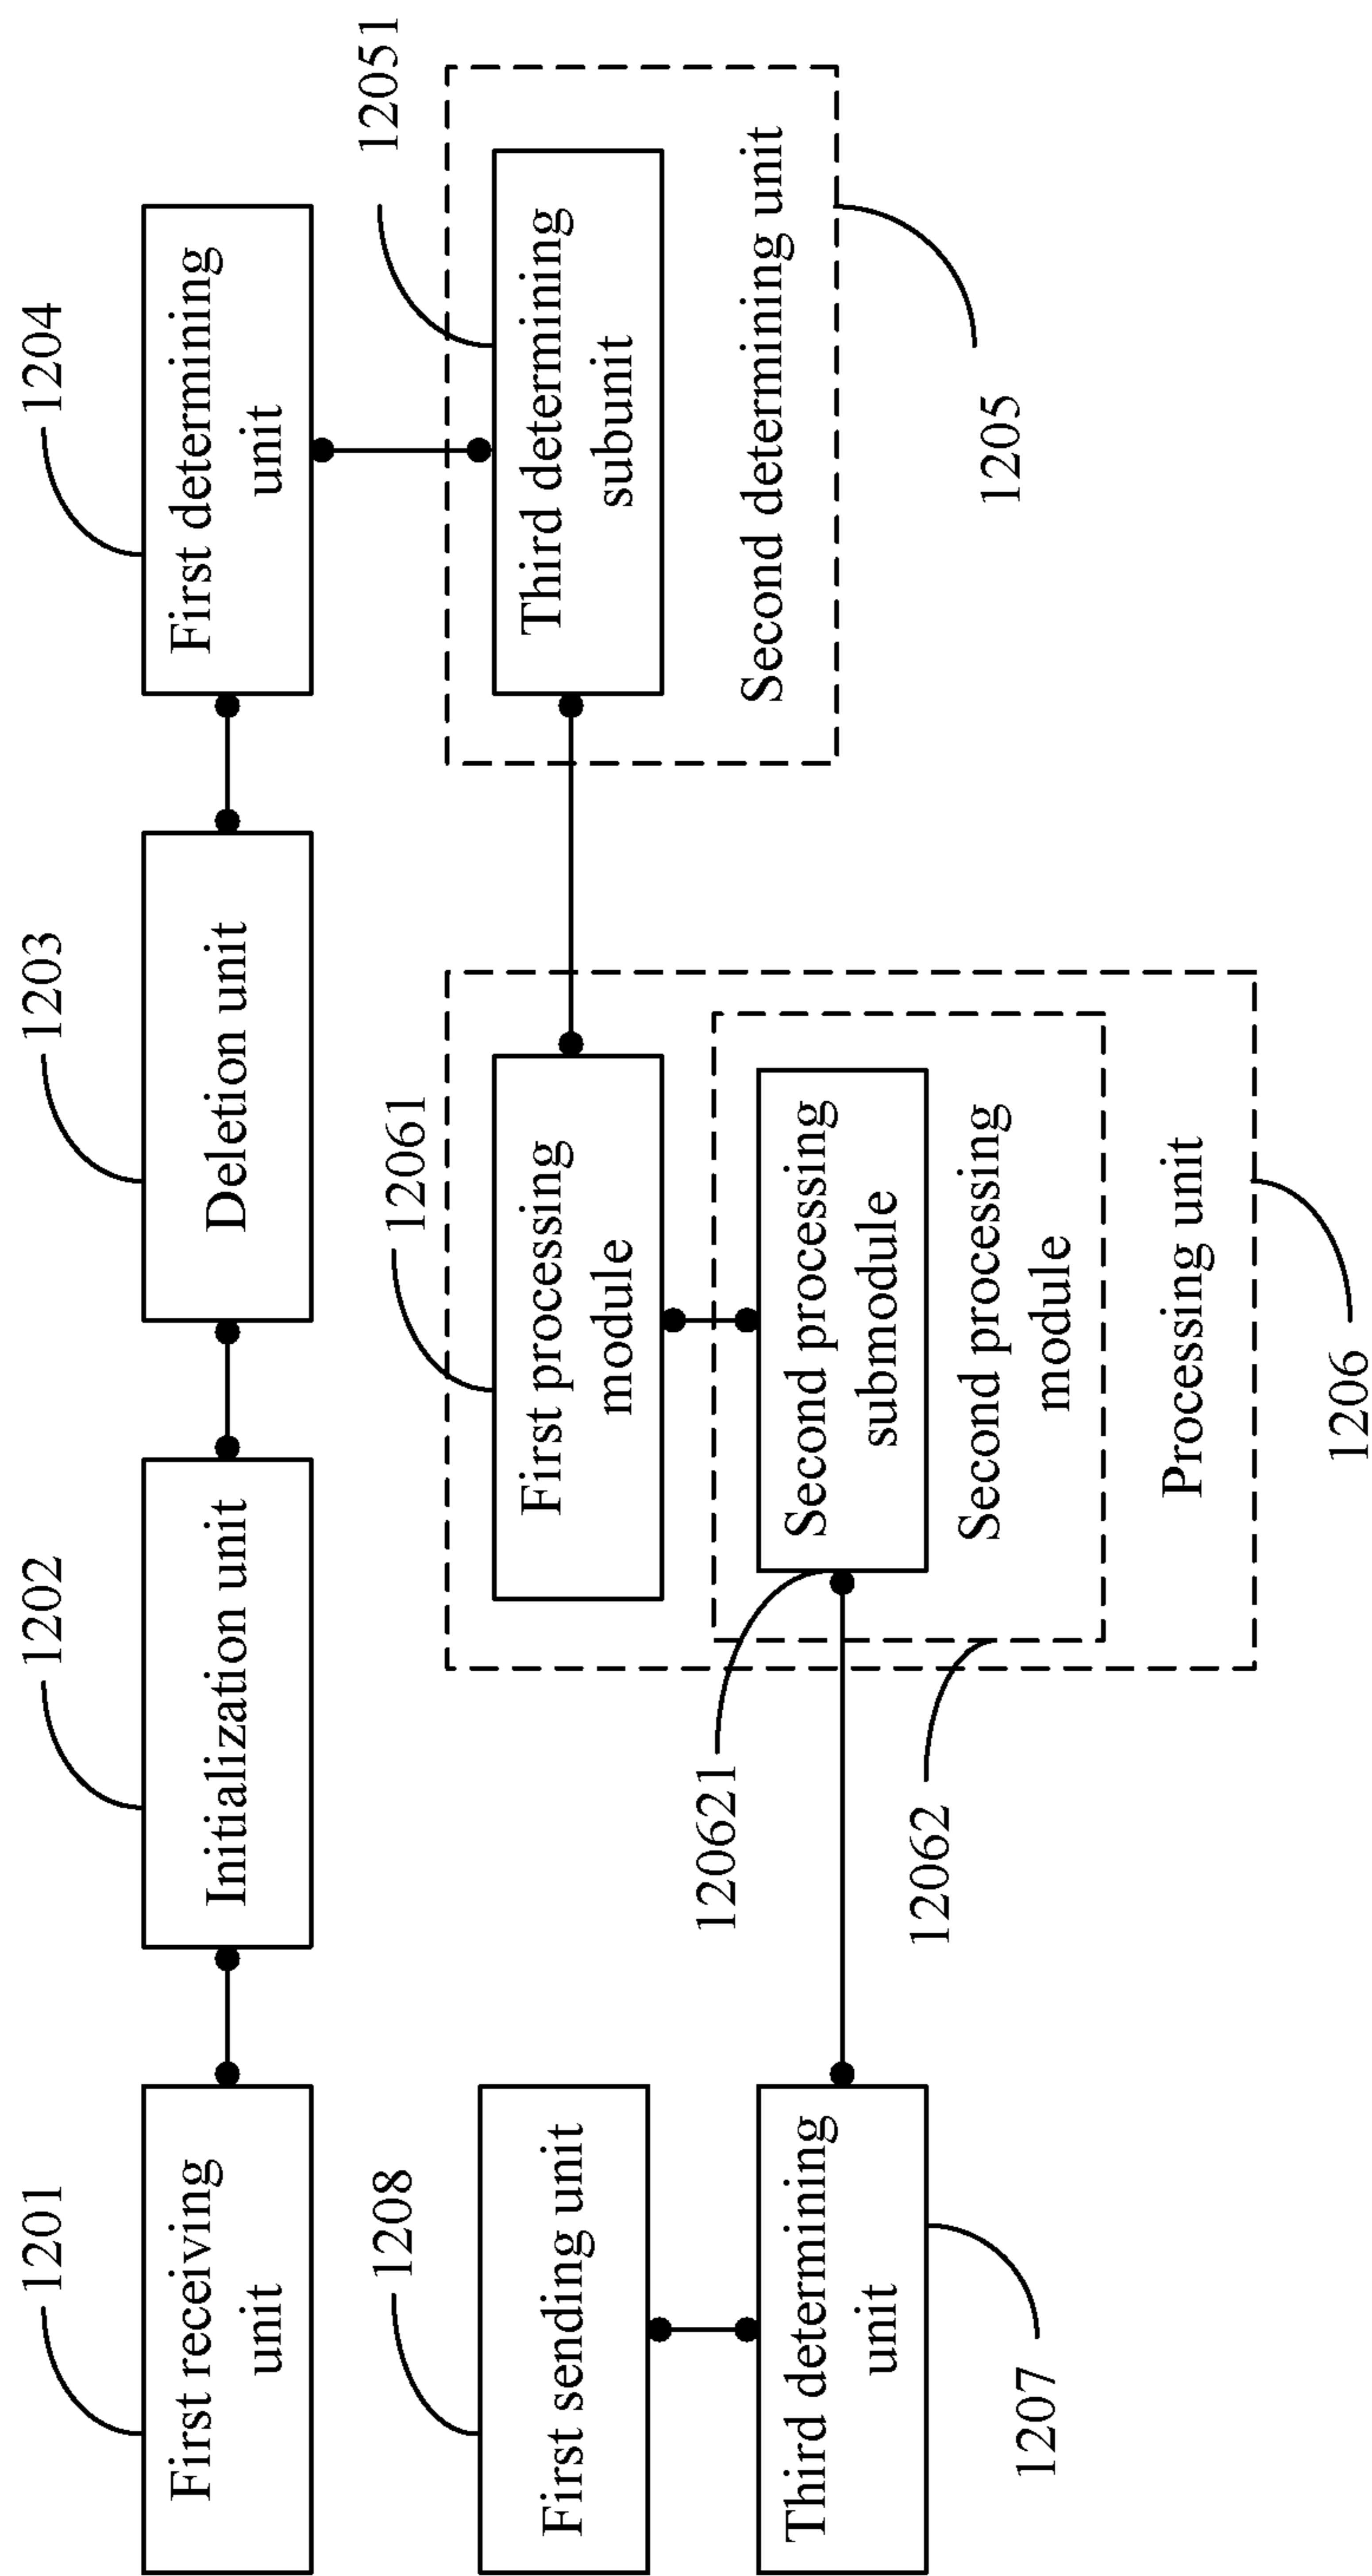 1201
1202
1203
1204
First receiving
unit
Initialization unit
Deletion unit
First determining
unit
1208
12061
12051
First sending unit
First processing
module
Third determining
subunit
Second determining unit
1205
12062​1
Third determining
unit
Second processing
submodule
12062
Second processing
module
1207
Processing unit
1206